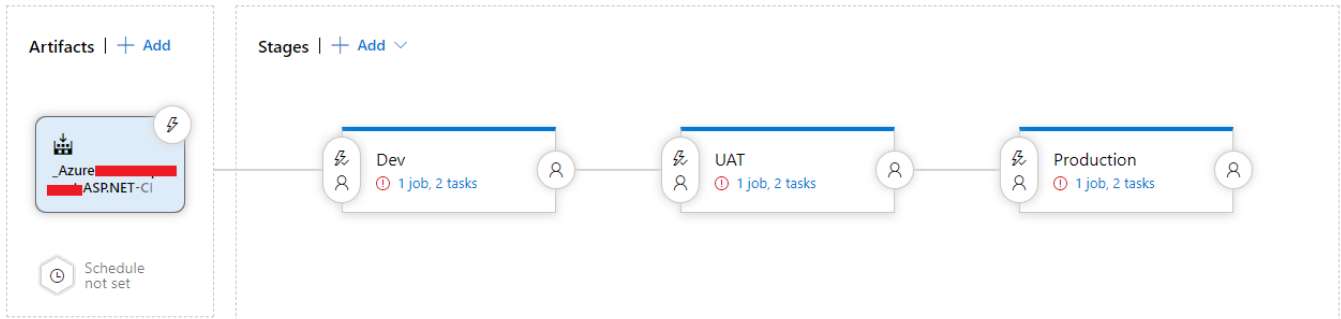 Artifacts | + Add
Stages | + Add
_Azure
ASP.NET-CI
Schedule
not set
Dev
1 job, 2 tasks
UAT
1 job, 2 tasks
Production
1 job, 2 tasks